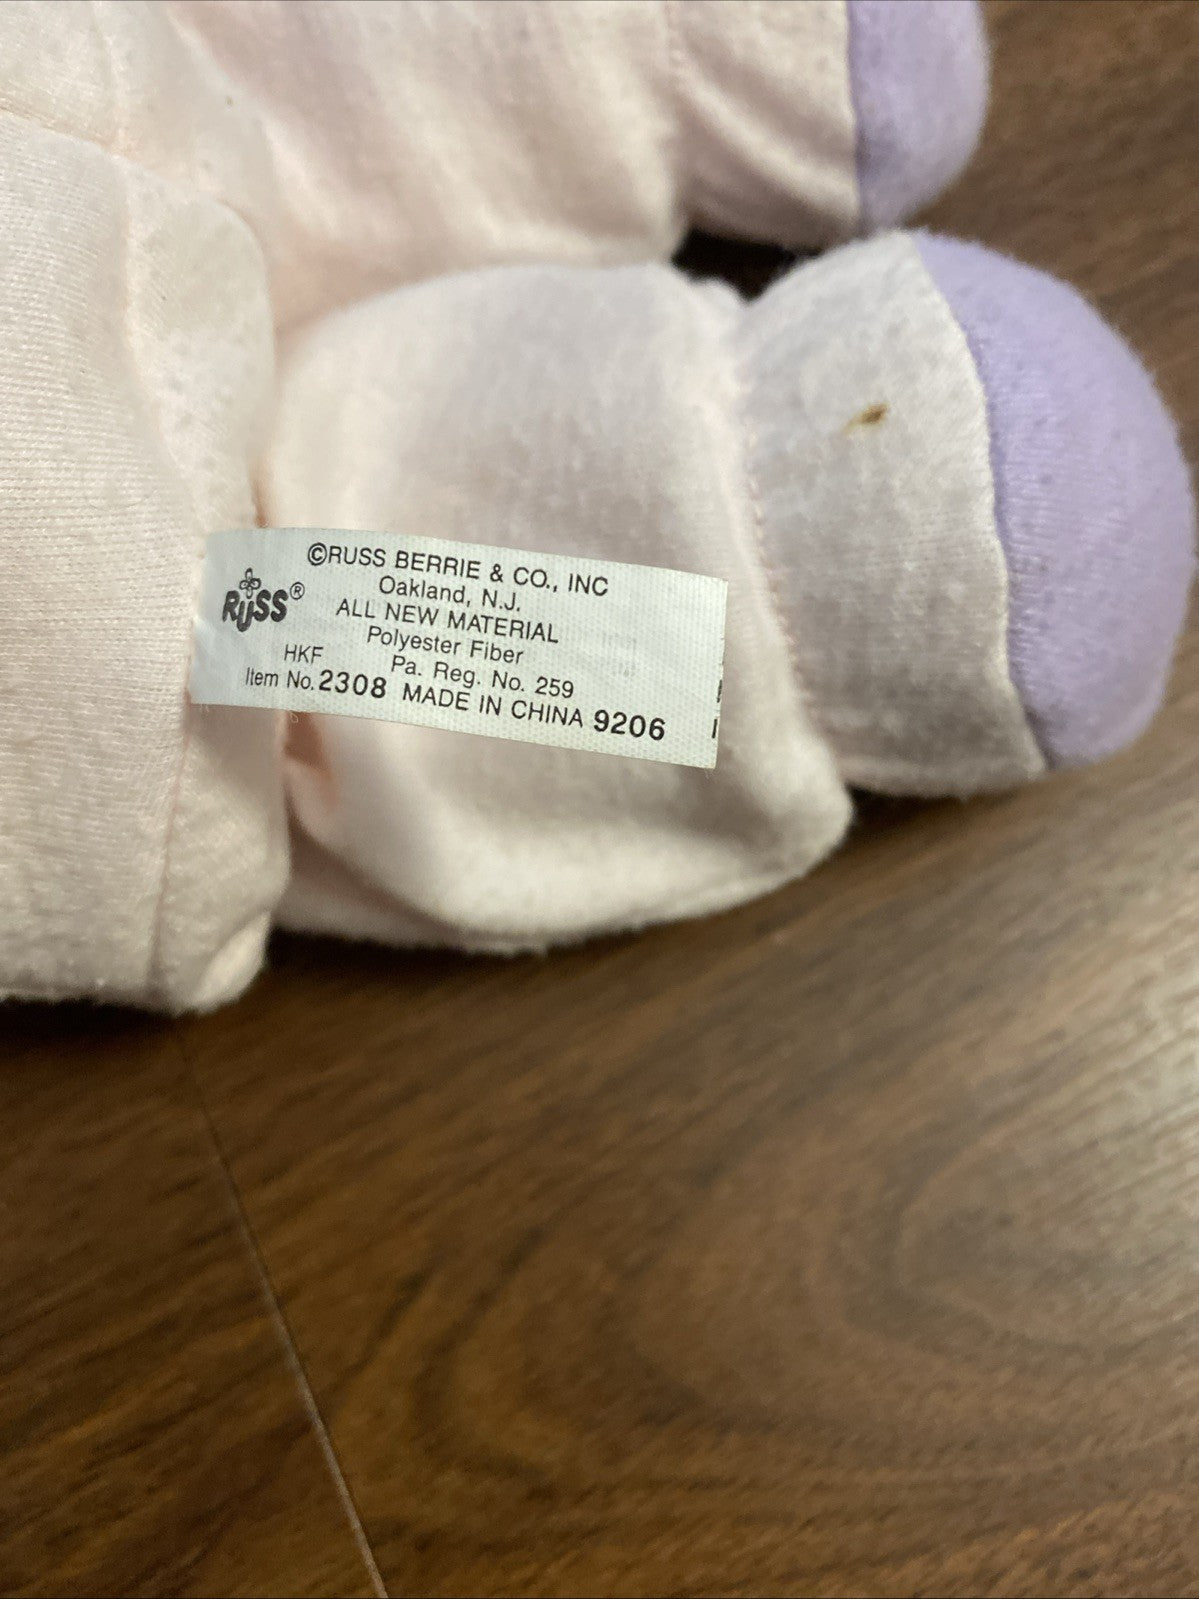 ©RUSS BERRIE & CO., INC
Oakland, N.J.
RUSS®
ALL NEW MATERIAL
Polyester Fiber
HKF Pa. Reg. No. 259
Item No. 2308 MADE IN CHINA 9206